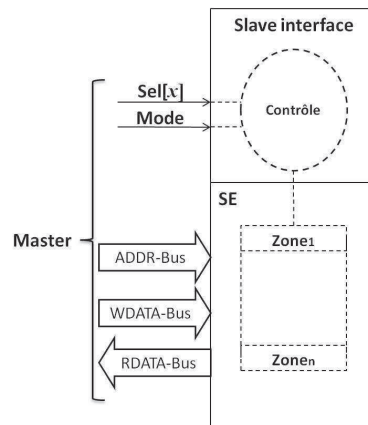 Slave interface
Sel[x]
Contrôle
Mode
SE
Master
Zone1
ADDR-Bus
WDATA-Bus
RDATA-Bus
Zonen